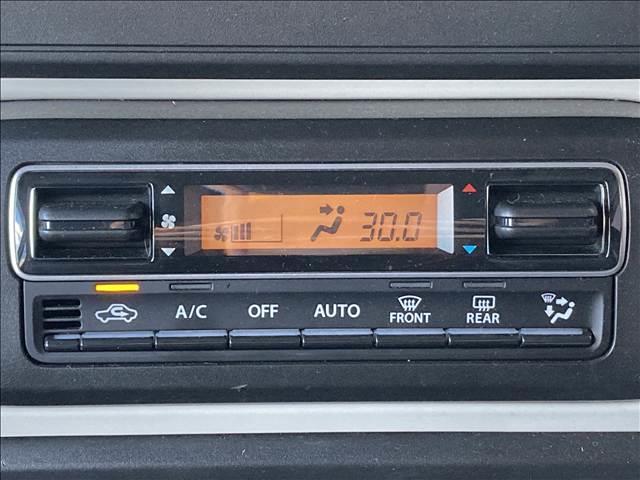 30.0
A/C OFF AUTO FRONT REAR